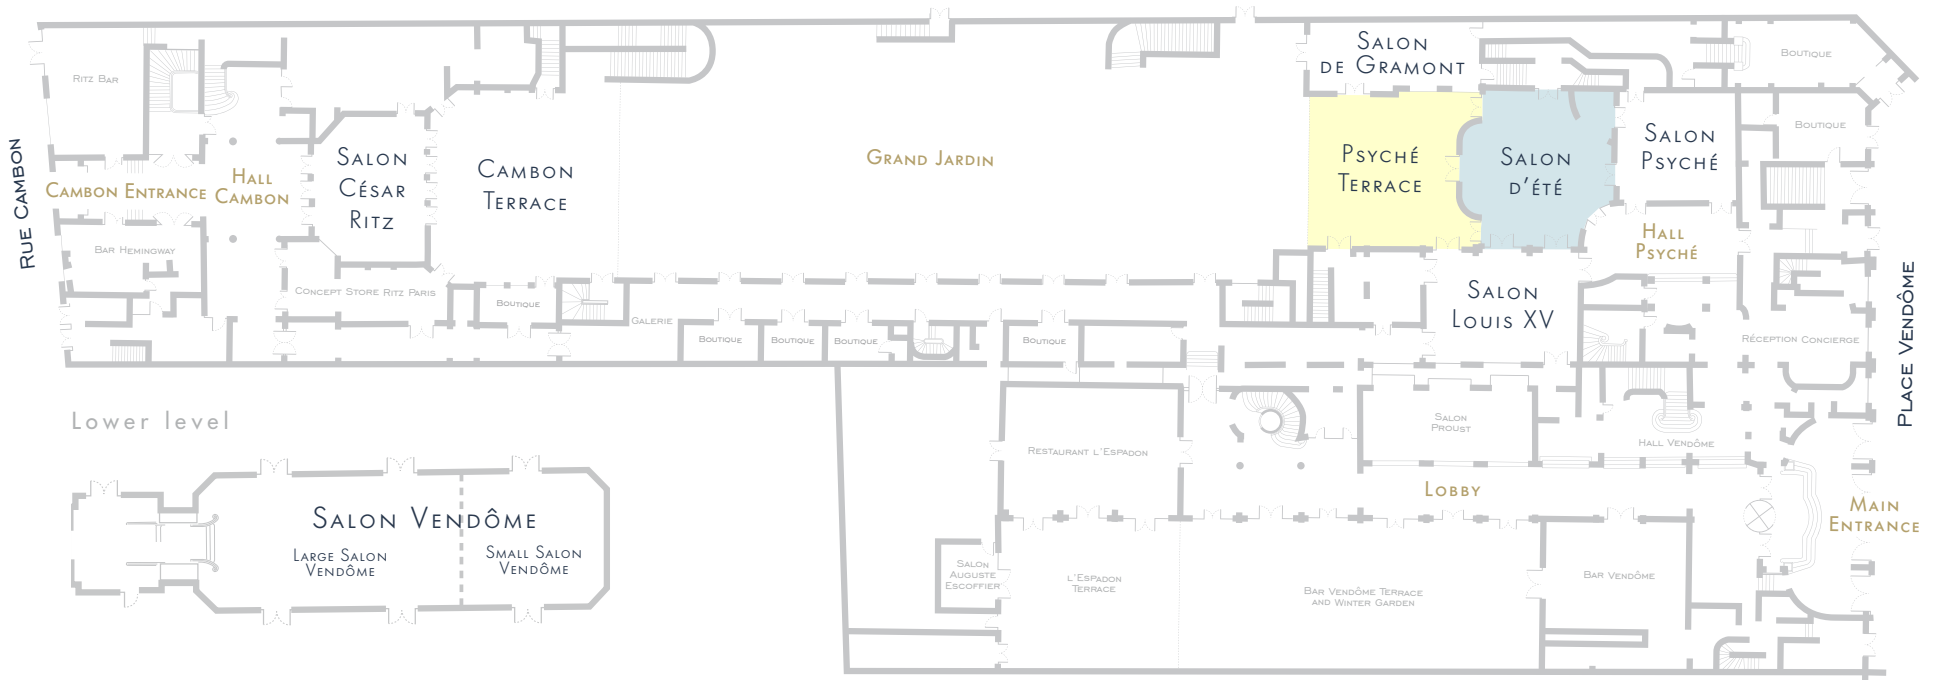 RUE CAMBON
RITZ BAR
CAMBON ENTRANCE
HALL
CAMBON
BAR HEMINGWAY
SALON
CÉSAR
RITZ
CONCEPT STORE RITZ PARIS
CAMBON
TERRACE
BOUTIQUE
GALERIE
BOUTIQUE
BOUTIQUE
BOUTIQUE
BOUTIQUE
GRAND JARDIN
SALON
DE GRAMONT
PSYCHÉ
TERRACE
SALON
D'ÉTÉ
SALON
PSYCHÉ
HALL
PSYCHÉ
SALON
LOUIS XV
BOUTIQUE
BOUTIQUE
RÉCEPTION CONCIERGE
PLACE VENDÔME
RESTAURANT L'ESPADON
SALON
PROUST
HALL VENDÔME
LOBBY
MAIN
ENTRANCE
SALON
AUGUSTE
ESCOFFIER
L'ESPADON
TERRACE
BAR VENDÔME TERRACE
AND WINTER GARDEN
BAR VENDÔME
Lower level
SALON VENDÔME
LARGE SALON
VENDÔME
SMALL SALON
VENDÔME